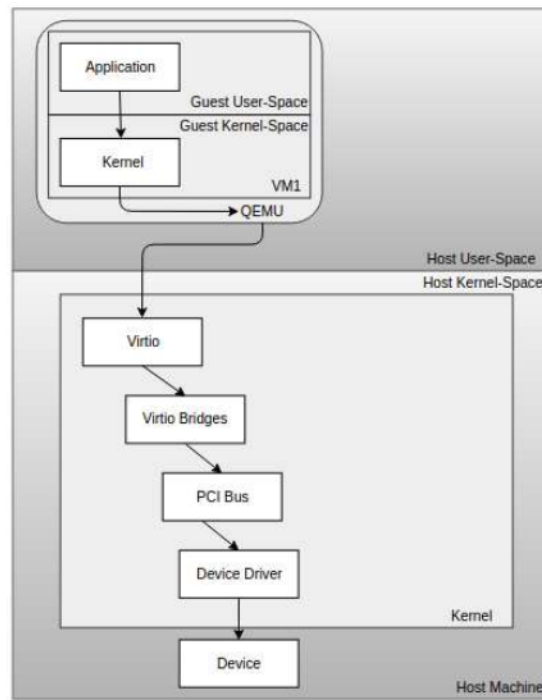 Application
Guest User-Space
Guest Kernel-Space
Kernel
VM1
QEMU
Host User-Space
Host Kernel-Space
Virtio
Virtio Bridges
PCI Bus
Device Driver
Kernel
Device
Host Machine